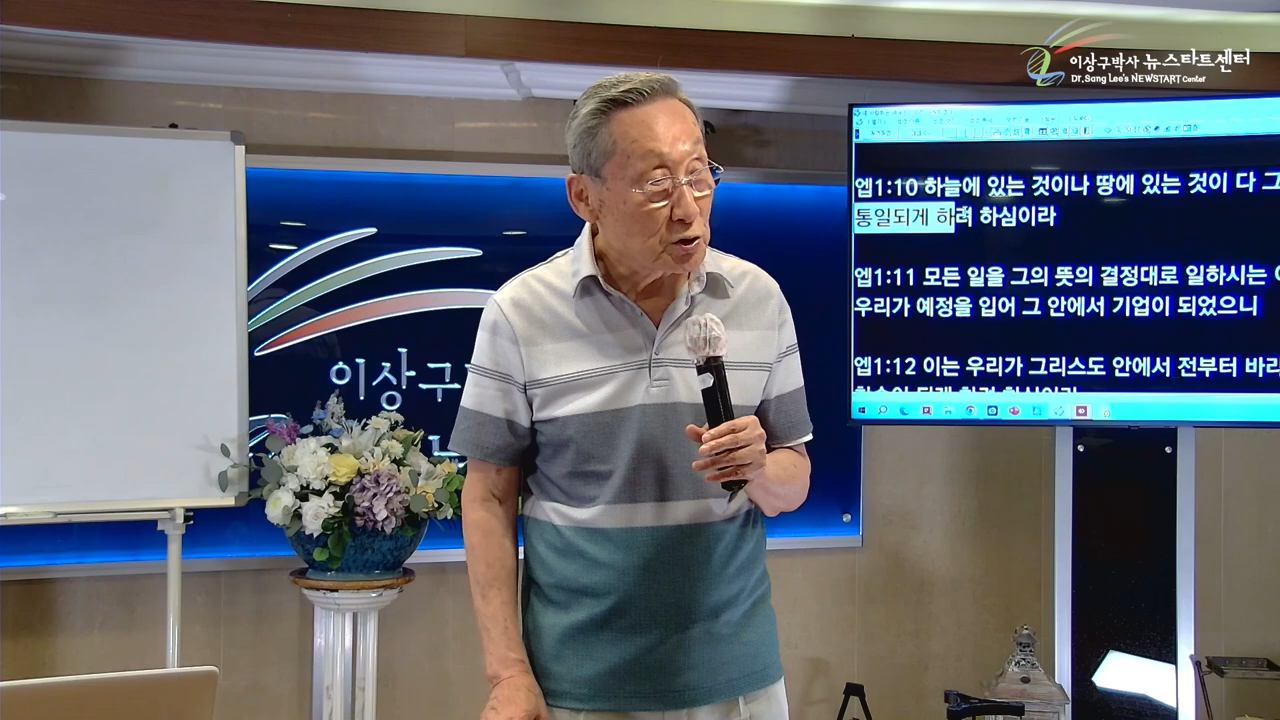 이상구박사 뉴스타트센터
Dr. Sang Lee's NEWSTART Center
엡1:10 하늘에 있는 것이나 땅에 있는 것이 다 그
통일되게 하려 하심이라
엡1:11 모든 일을 그의 뜻의 결정대로 일하시는
우리가 예정을 입어 그 안에서 기업이 되었으니
엡1:12 이는 우리가 그리스도 안에서 전부터 바라
이상구